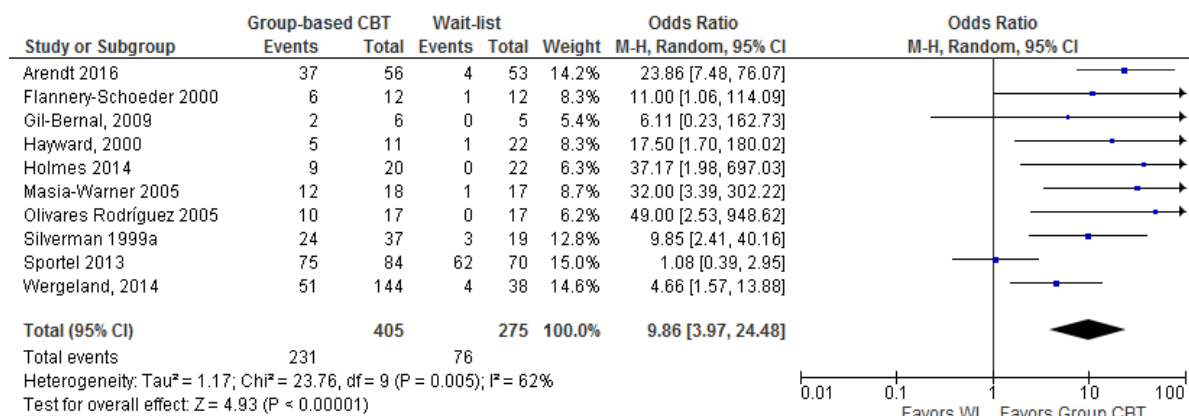 Group-based CBT Wait-list Odds Ratio Odds Ratio
Study or Subgroup Events Total Events Total Weight M-H, Random, 95% CI M-H, Random, 95% CI
Arendt 2016 37 56 4 53 14.2% 23.86 [7.48, 76.07]
Flannery-Schoeder 2000 6 12 1 12 8.3% 11.00 [1.06, 114.09]
Gil-Bernal, 2009 2 6 0 5 5.4% 6.11 [0.23, 162.73]
Hayward, 2000 5 11 1 22 8.3% 17.50 [1.70, 180.02]
Holmes 2014 9 20 0 22 6.3% 37.17 [1.98, 697.03]
Masia-Warner 2005 12 18 1 17 8.7% 32.00 [3.39, 302.22]
Olivares Rodríguez 2005 10 17 0 17 6.2% 49.00 [2.53, 948.62]
Silverman 1999a 24 37 3 19 12.8% 9.85 [2.41, 40.16]
Sportel 2013 75 84 62 70 15.0% 1.08 [0.39, 2.95]
Wergeland, 2014 51 144 4 38 14.6% 4.66 [1.57, 13.88]
Total (95% CI) 405 275 100.0% 9.86 [3.97, 24.48]
Total events 231 76
Heterogeneity: Tau² = 1.17; Chi² = 23.76, df = 9 (P = 0.005); I² = 62%
Test for overall effect: Z = 4.93 (P < 0.00001)
0.01 0.1 1 10 100
Favors WL Favors Group CBT